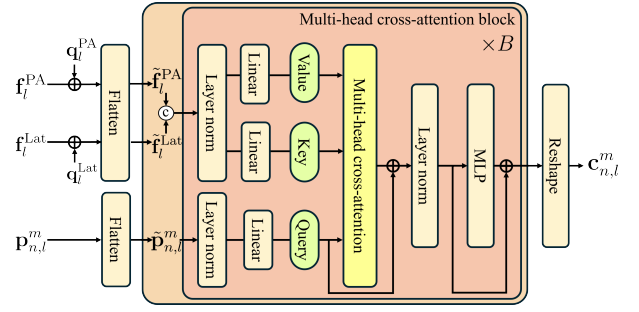 Multi-head cross-attention block
×B
q_l^PA
f_l^PA
Flatten
f̃_l^PA
c
f_l^Lat
f̃_l^Lat
q_l^Lat
Layer norm
Linear
Value
Linear
Key
Multi-head cross-attention
Layer norm
MLP
Reshape
c_{n,l}^m
p_{n,l}^m
Flatten
p̃_{n,l}^m
Layer norm
Linear
Query